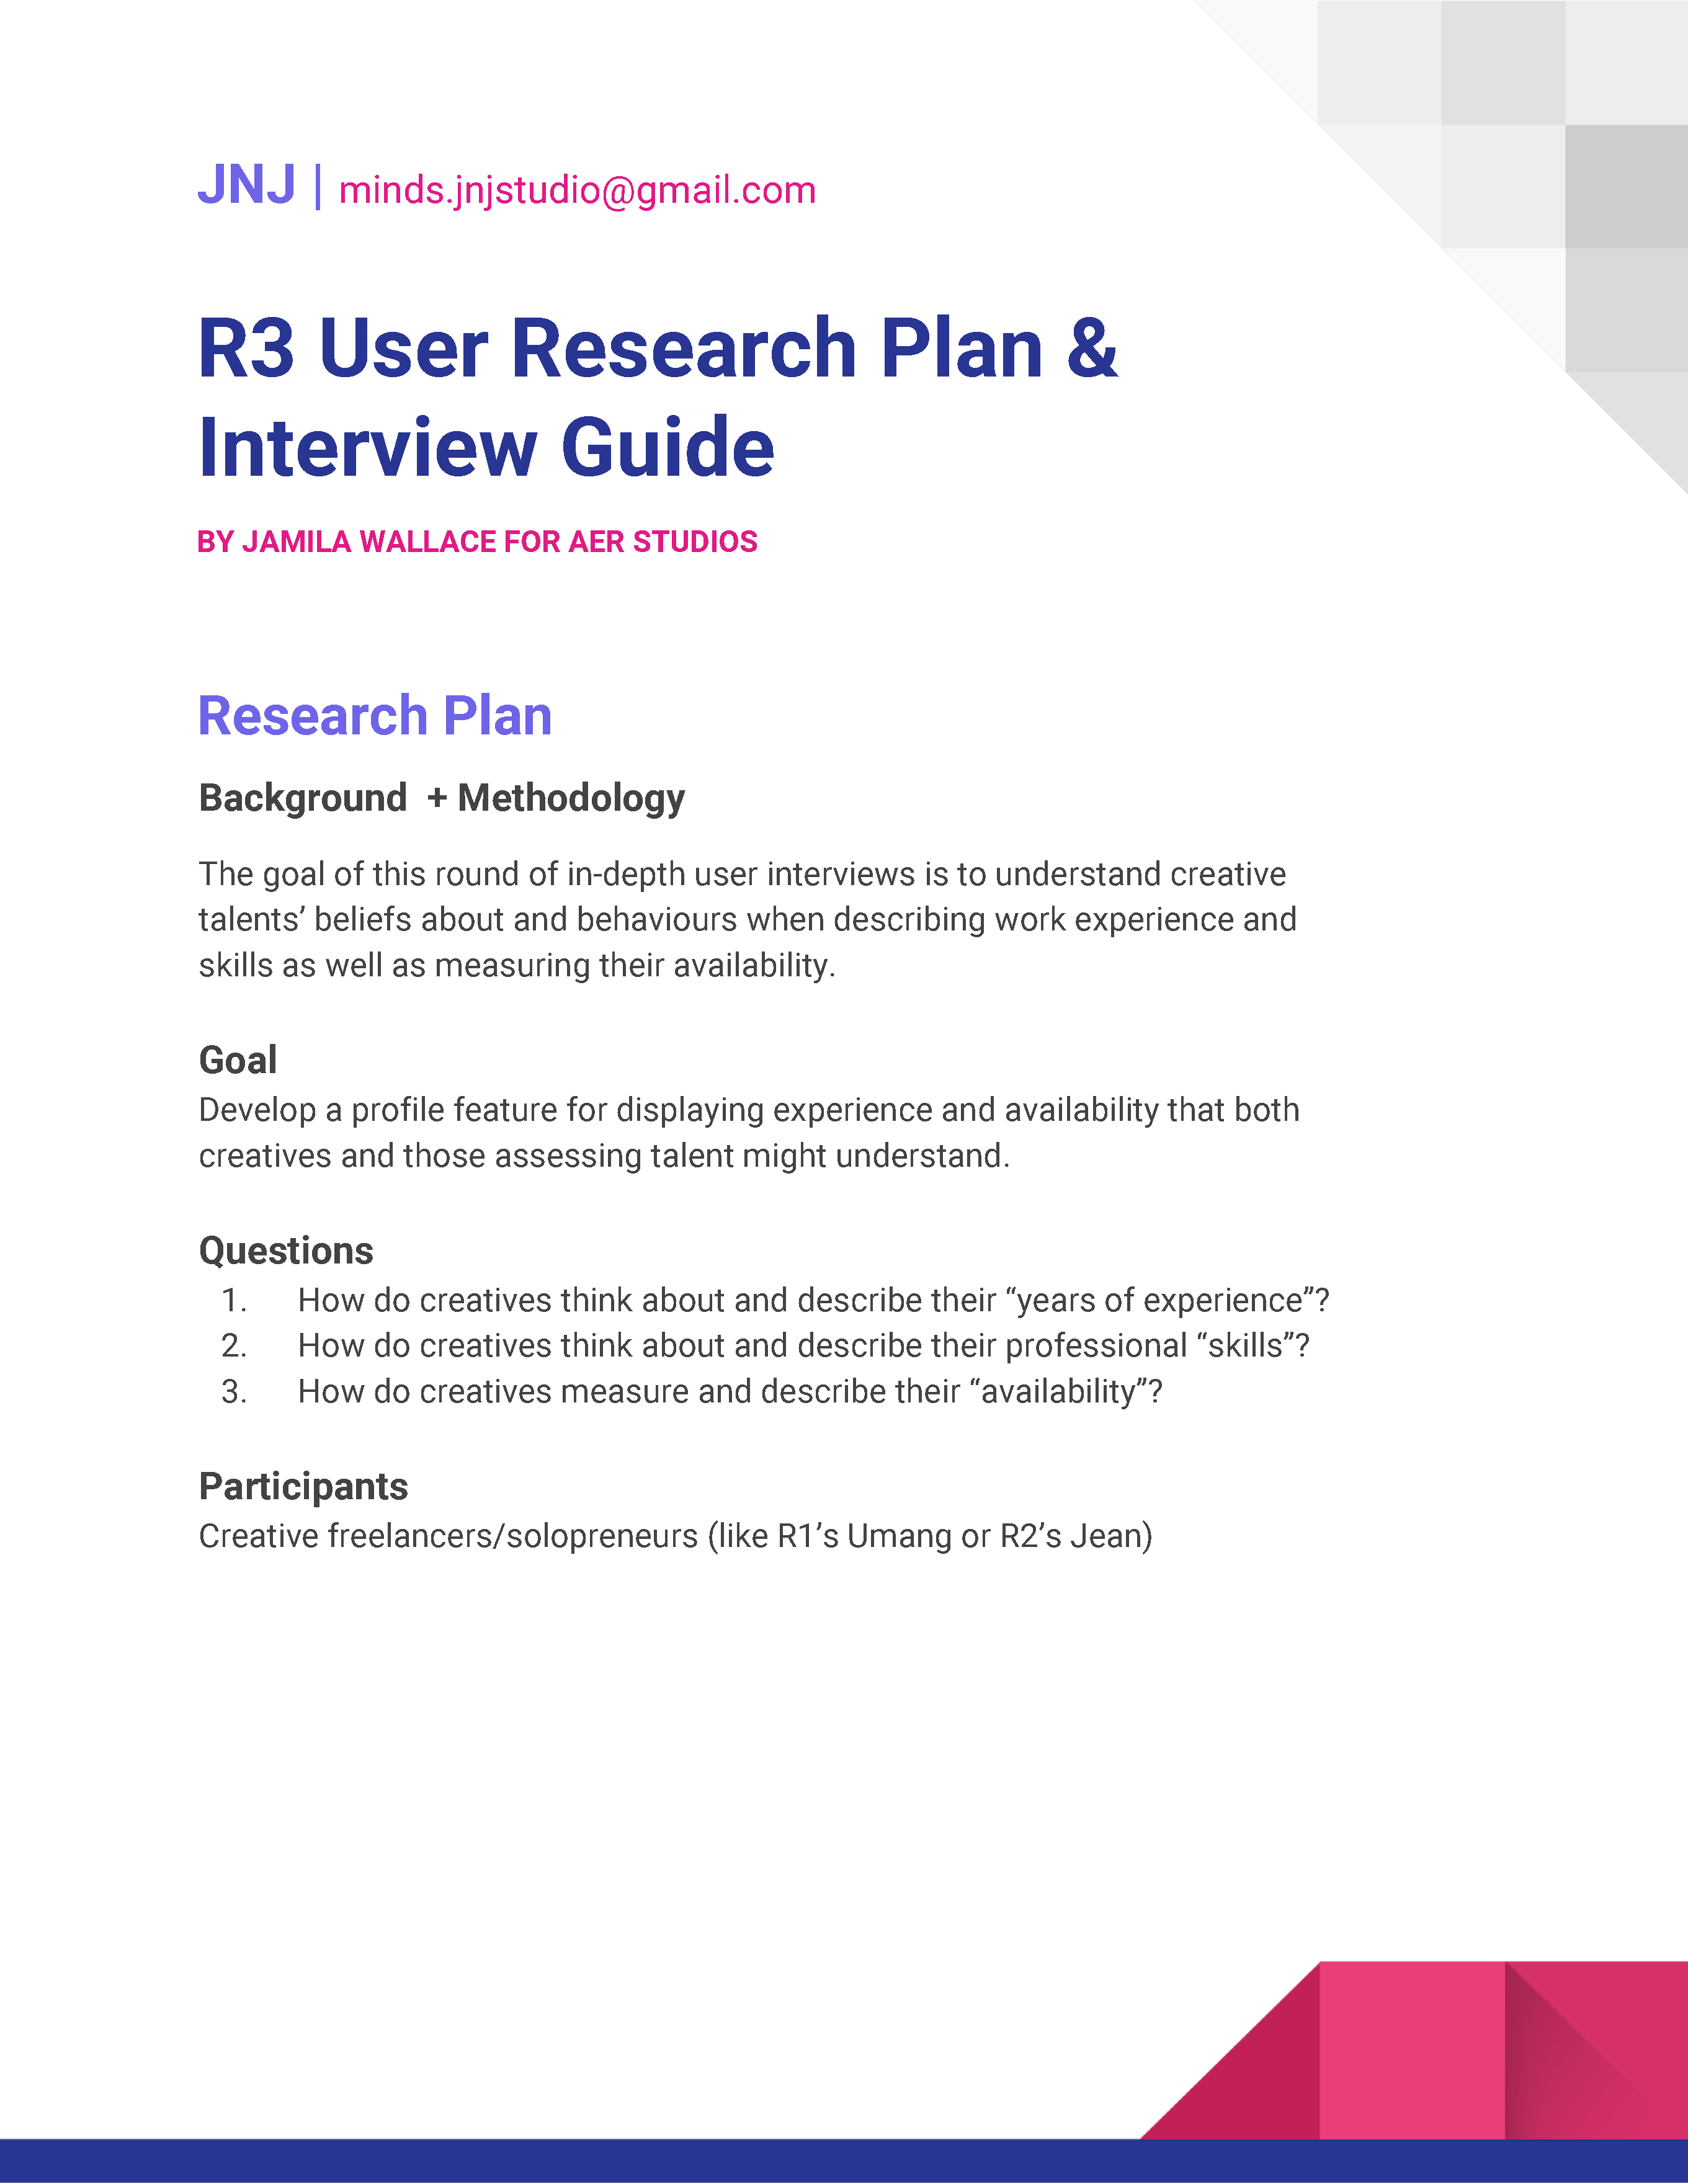 JNJ | minds.jnjstudio@gmail.com
R3 User Research Plan &
Interview Guide
BY JAMILA WALLACE FOR AER STUDIOS
Research Plan
Background + Methodology
The goal of this round of in-depth user interviews is to understand creative
talents’ beliefs about and behaviours when describing work experience and
skills as well as measuring their availability.
Goal
Develop a profile feature for displaying experience and availability that both
creatives and those assessing talent might understand.
Questions
1. How do creatives think about and describe their “years of experience”?
2. How do creatives think about and describe their professional “skills”?
3. How do creatives measure and describe their “availability”?
Participants
Creative freelancers/solopreneurs (like R1’s Umang or R2’s Jean)